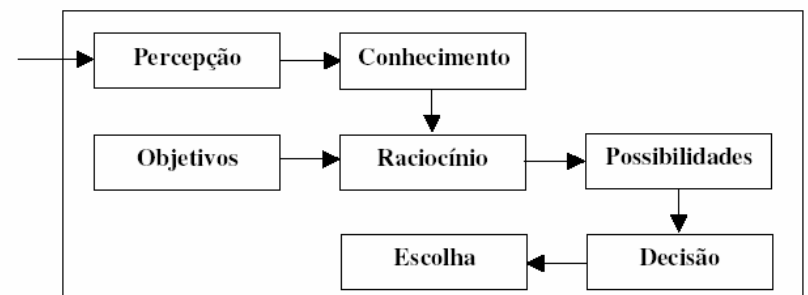 Percepção
Conhecimento
Objetivos
Raciocínio
Possibilidades
Escolha
Decisão